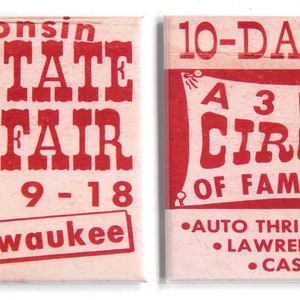 onsin
TATE
FAIR
9-18
waukee
10-DA
A 3
CIR
OF FAM
•AUTO THRI
•LAWRE
•CAS